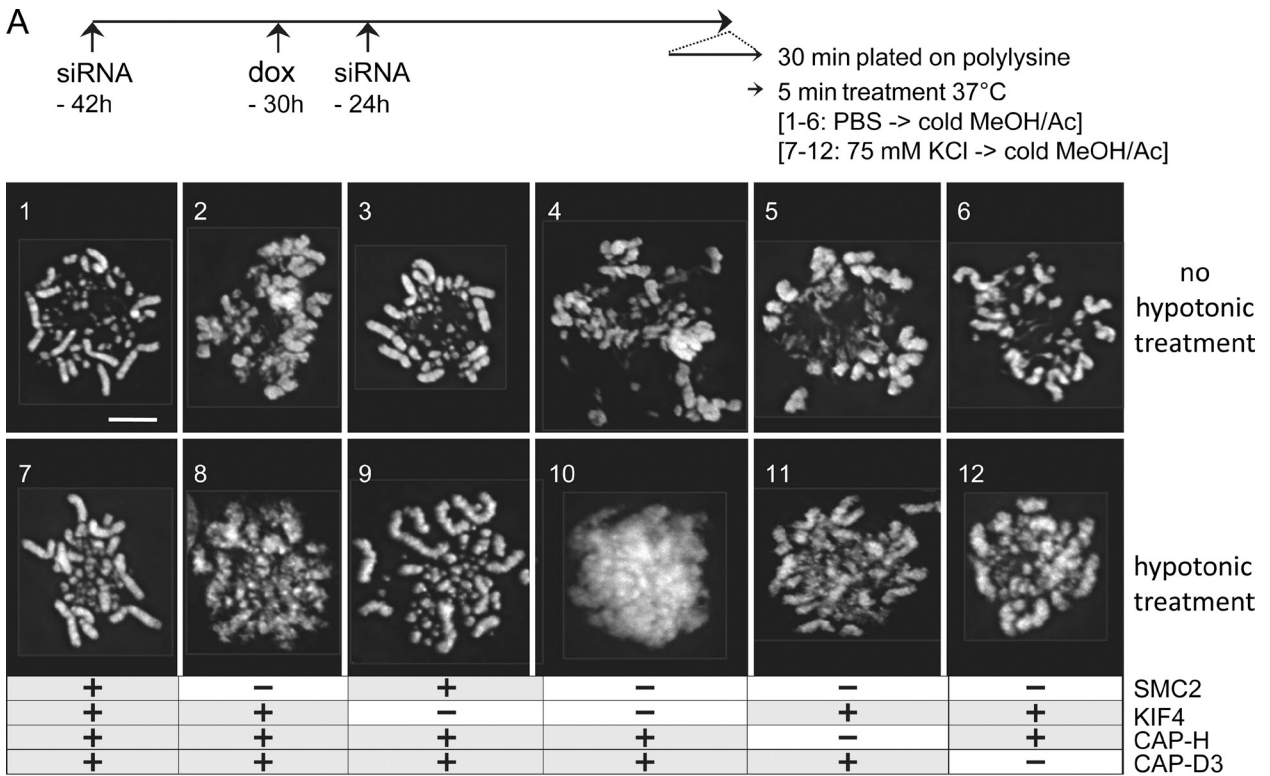 A
siRNA
- 42h
dox
- 30h
siRNA
- 24h
30 min plated on polylysine
5 min treatment 37°C
[1-6: PBS -> cold MeOH/Ac]
[7-12: 75 mM KCl -> cold MeOH/Ac]
1 2 3 4 5 6
no
hypotonic
treatment
7 8 9 10 11 12
hypotonic
treatment
+ − + − − − SMC2
+ + − − + + KIF4
+ + + + − + CAP-H
+ + + + + − CAP-D3